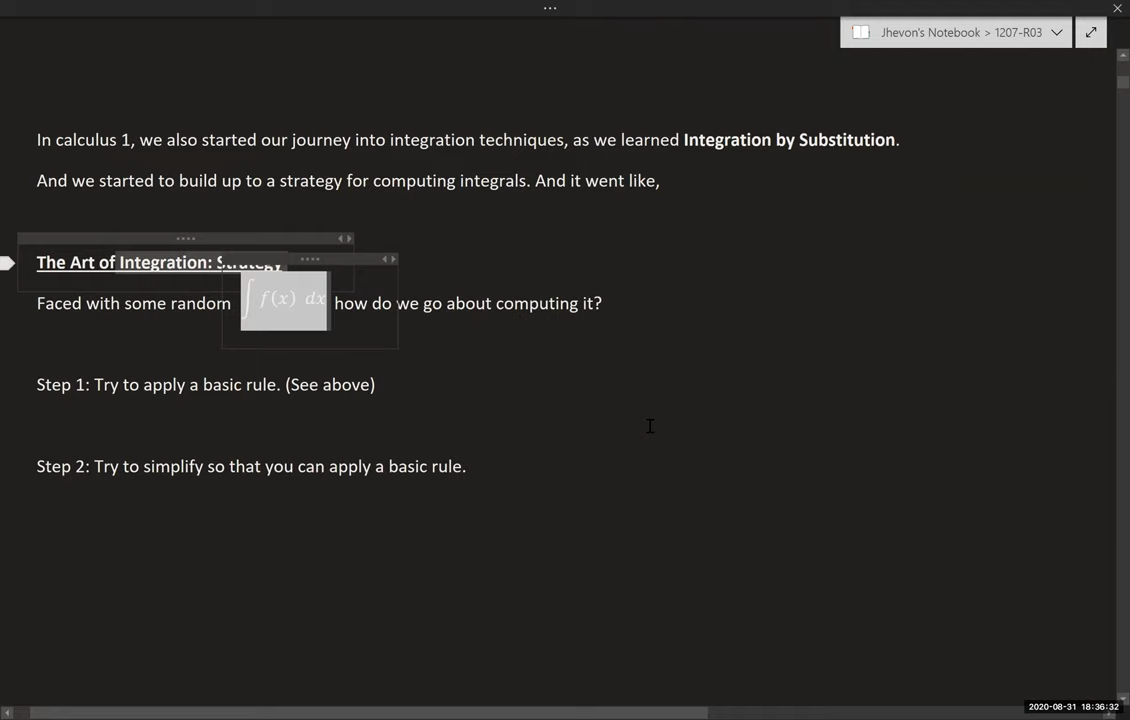 Jhevon's Notebook > 1207-R03
In calculus 1, we also started our journey into integration techniques, as we learned Integration by Substitution.
And we started to build up to a strategy for computing integrals. And it went like,
The Art of Integration: Strategy
Faced with some random ∫ f(x) dx how do we go about computing it?
Step 1: Try to apply a basic rule. (See above)
Step 2: Try to simplify so that you can apply a basic rule.
2020-08-31 18:36:32